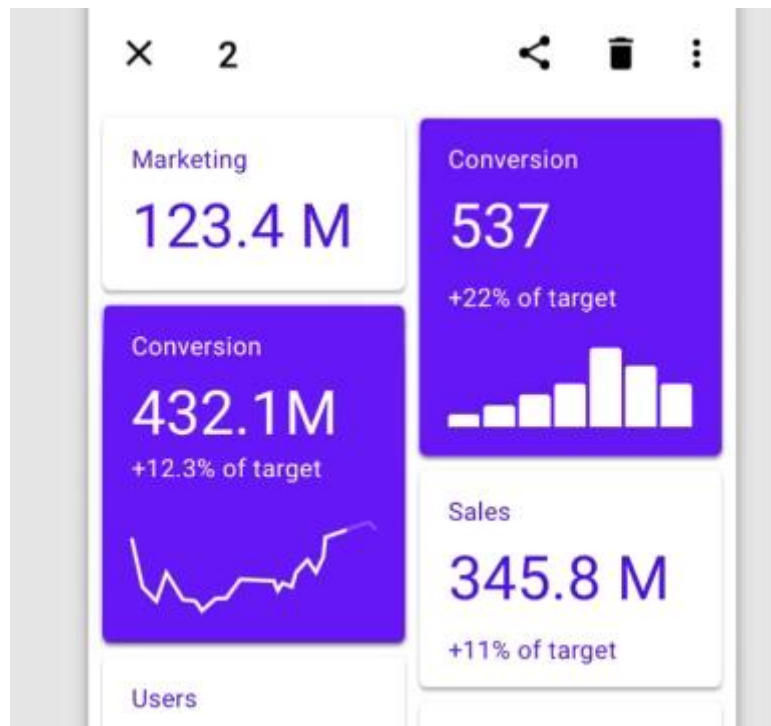 2
Marketing
123.4 M
Conversion
537
+22% of target
Conversion
432.1M
+12.3% of target
Sales
345.8 M
+11% of target
Users